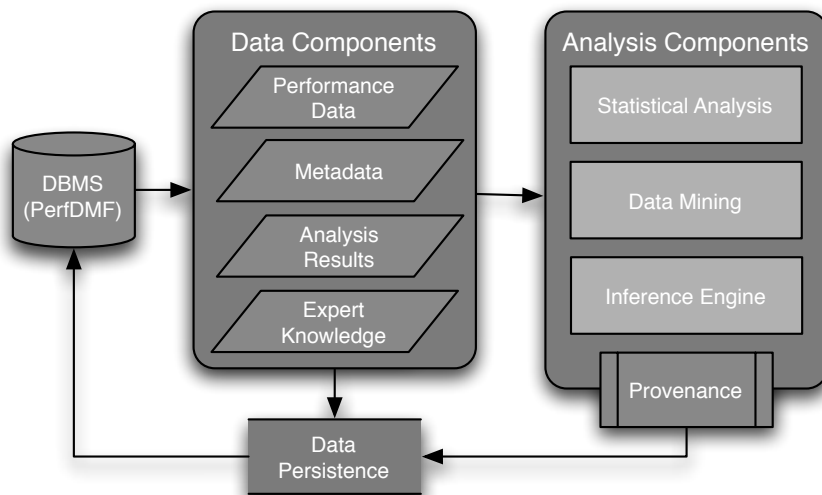 Data Components
Performance
Data
Metadata
Analysis
Results
Expert
Knowledge
DBMS
(PerfDMF)
Analysis Components
Statistical Analysis
Data Mining
Inference Engine
Provenance
Data
Persistence